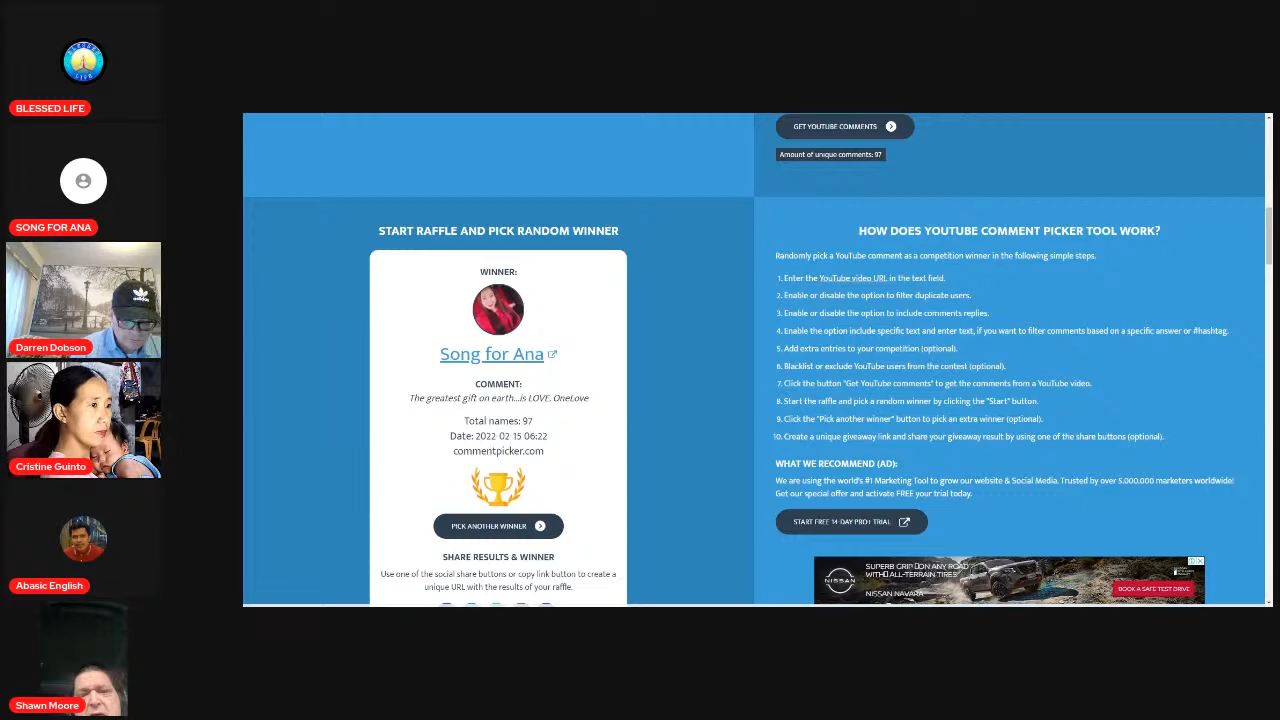 BLESSED LIFE
SONG FOR ANA
Darren Dobson
Cristine Guinto
Abasic English
Shawn Moore
GET YOUTUBE COMMENTS
Amount of unique comments: 97
START RAFFLE AND PICK RANDOM WINNER
WINNER:
Song for Ana
COMMENT:
The greatest gift on earth...is LOVE. OneLove
Total names: 97
Date: 2022-02-15 06:22
commentpicker.com
PICK ANOTHER WINNER
SHARE RESULTS & WINNER
Use one of the social share buttons or copy link button to create a
unique URL with the results of your raffle.
HOW DOES YOUTUBE COMMENT PICKER TOOL WORK?
Randomly pick a YouTube comment as a competition winner in the following simple steps.
1. Enter the YouTube video URL in the text field.
2. Enable or disable the option to filter duplicate users.
3. Enable or disable the option to include comments replies.
4. Enable the option include specific text and enter text, if you want to filter comments based on a specific answer or #hashtag.
5. Add extra entries to your competition (optional).
6. Blacklist or exclude YouTube users from the contest (optional).
7. Click the button "Get YouTube comments" to get the comments from a YouTube video.
8. Start the raffle and pick a random winner by clicking the "Start" button.
9. Click the "Pick another winner" button to pick an extra winner (optional).
10. Create a unique giveaway link and share your giveaway result by using one of the share buttons (optional).
WHAT WE RECOMMEND (AD):
We are using the world's #1 Marketing Tool to grow our website & Social Media. Trusted by over 5.000.000 marketers worldwide!
Get our special offer and activate FREE your trial today.
START FREE 14-DAY PRO+ TRIAL
NISSAN
SUPERB GRIP ON ANY ROAD
WITH ALL-TERRAIN TIRES
NISSAN NAVARA
BOOK A SAFE TEST DRIVE